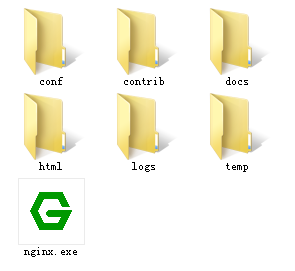 conf
contrib
docs
html
logs
temp
nginx.exe